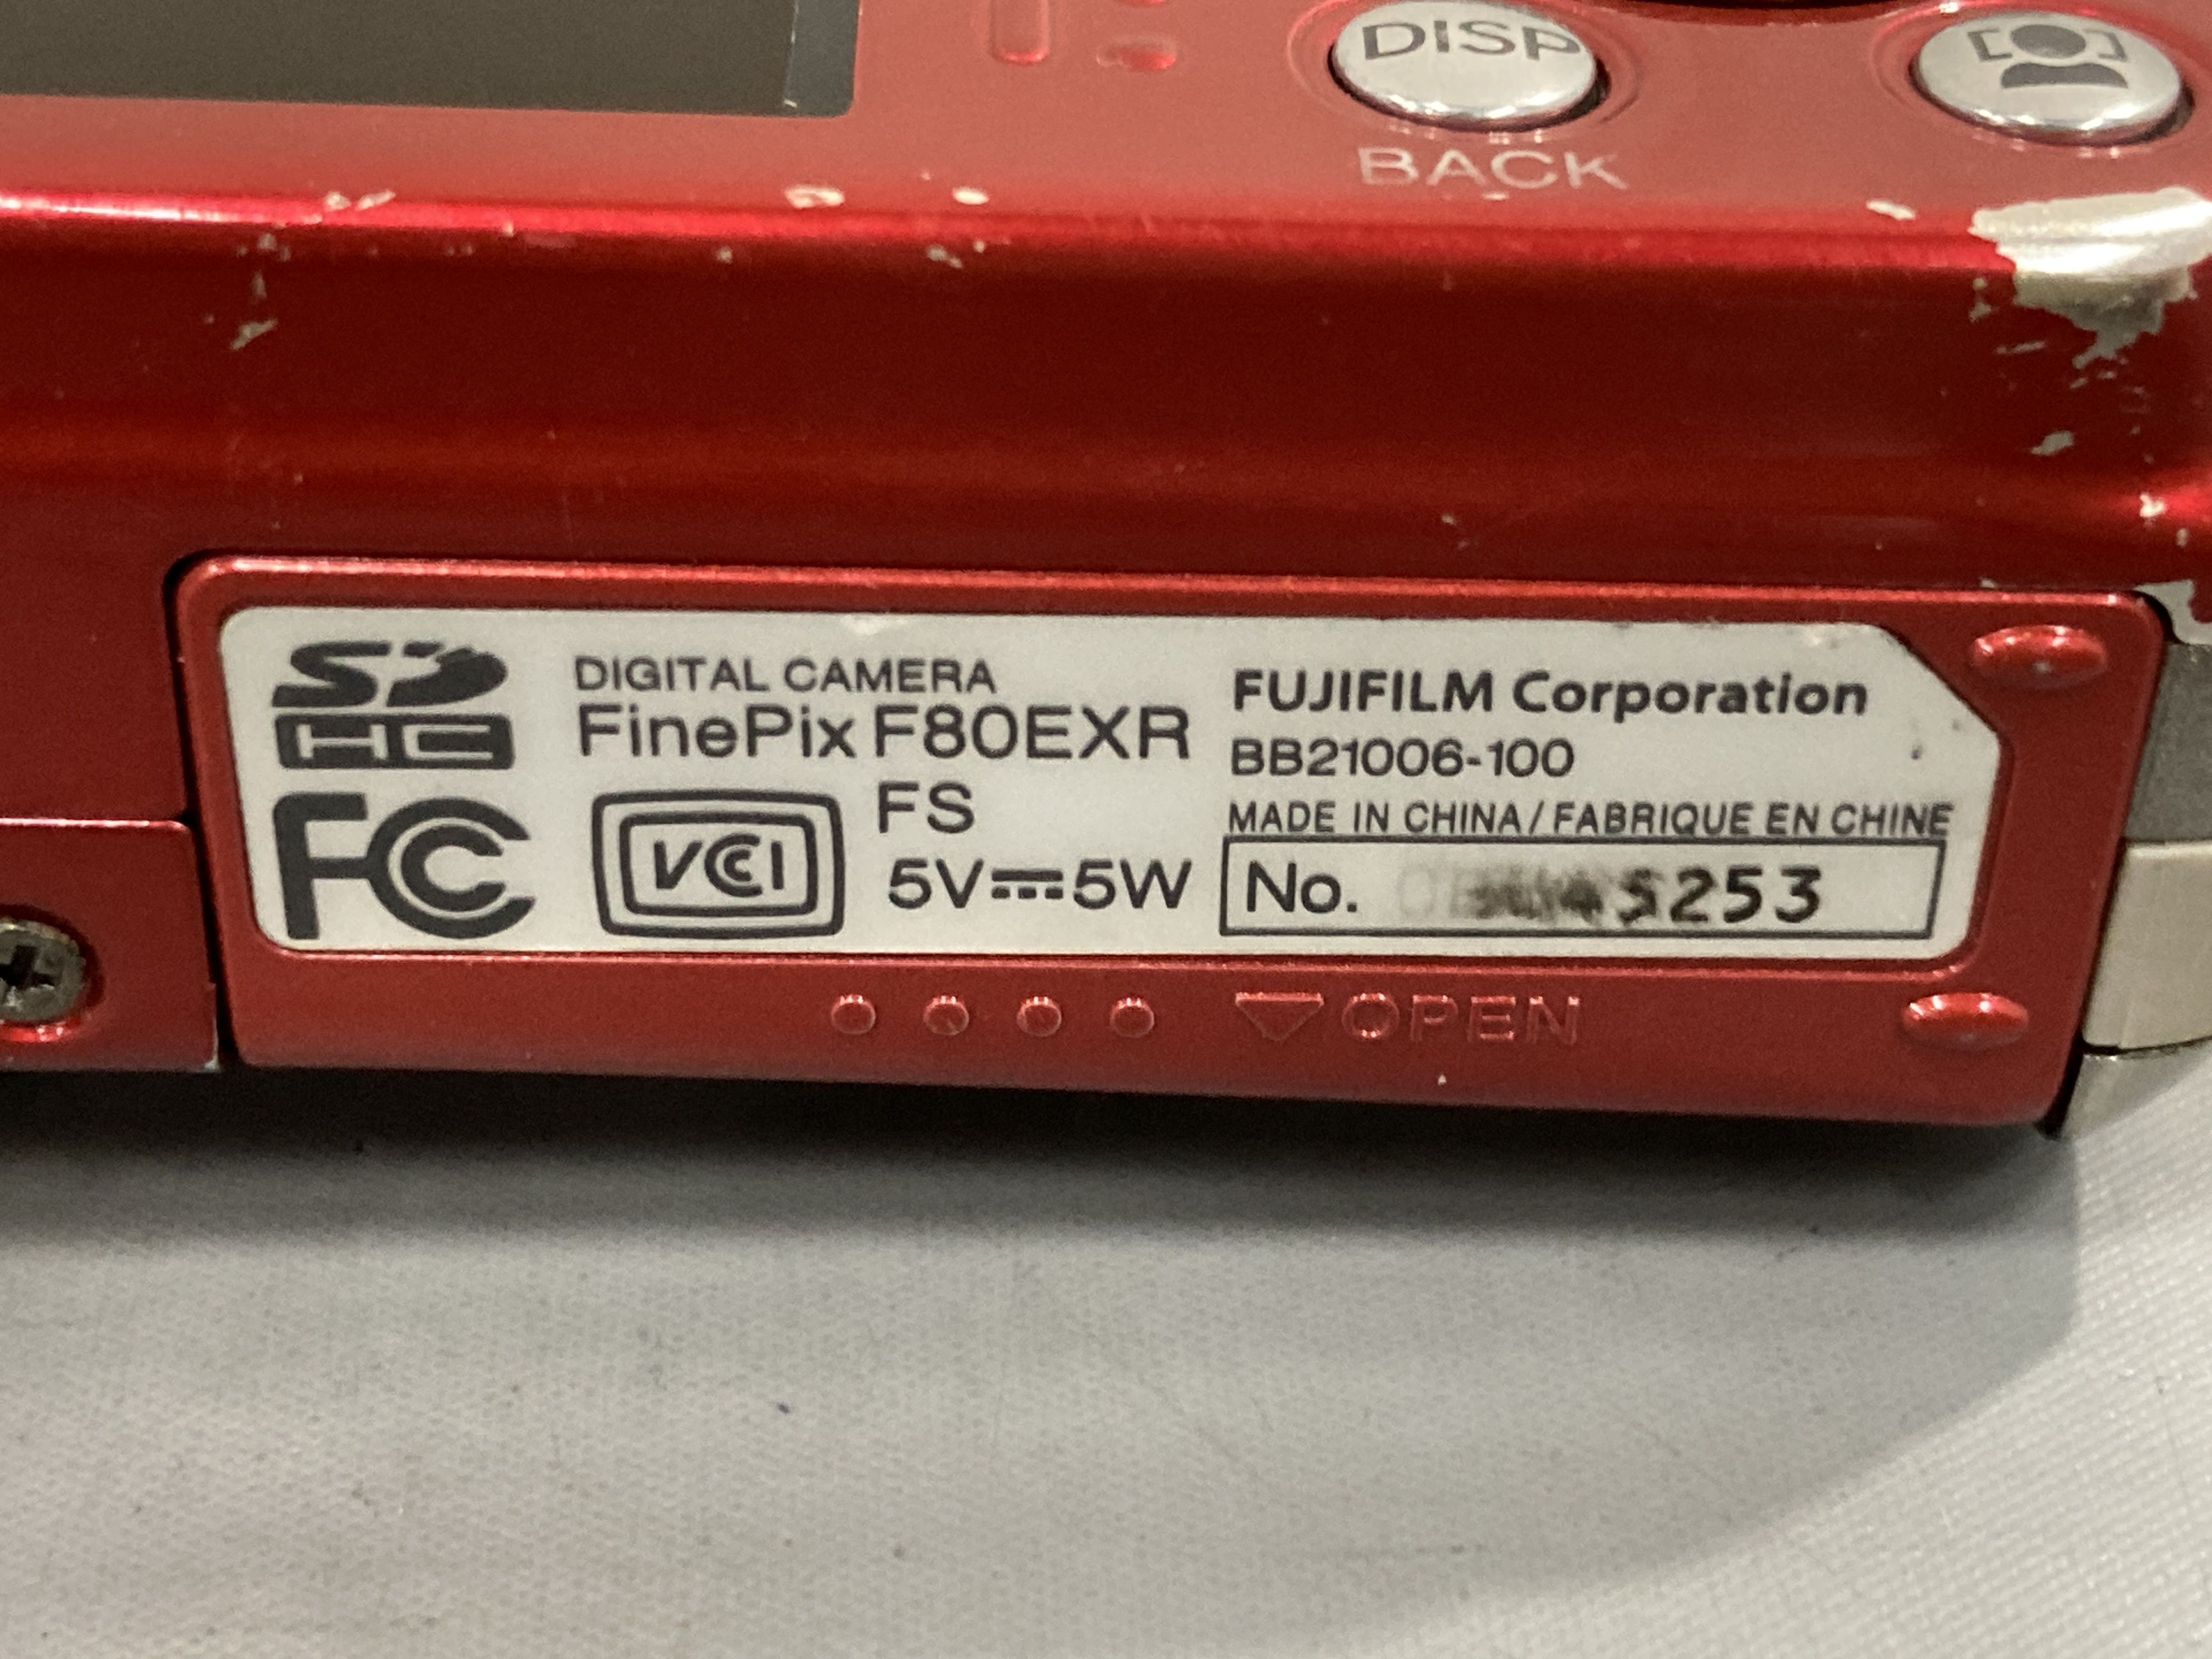 DISP
BACK
SD
HC
DIGITAL CAMERA
FinePix F80EXR
FC
VCCI
FS
5V⎓5W
FUJIFILM Corporation
BB21006-100
MADE IN CHINA / FABRIQUE EN CHINE
No.
OPEN